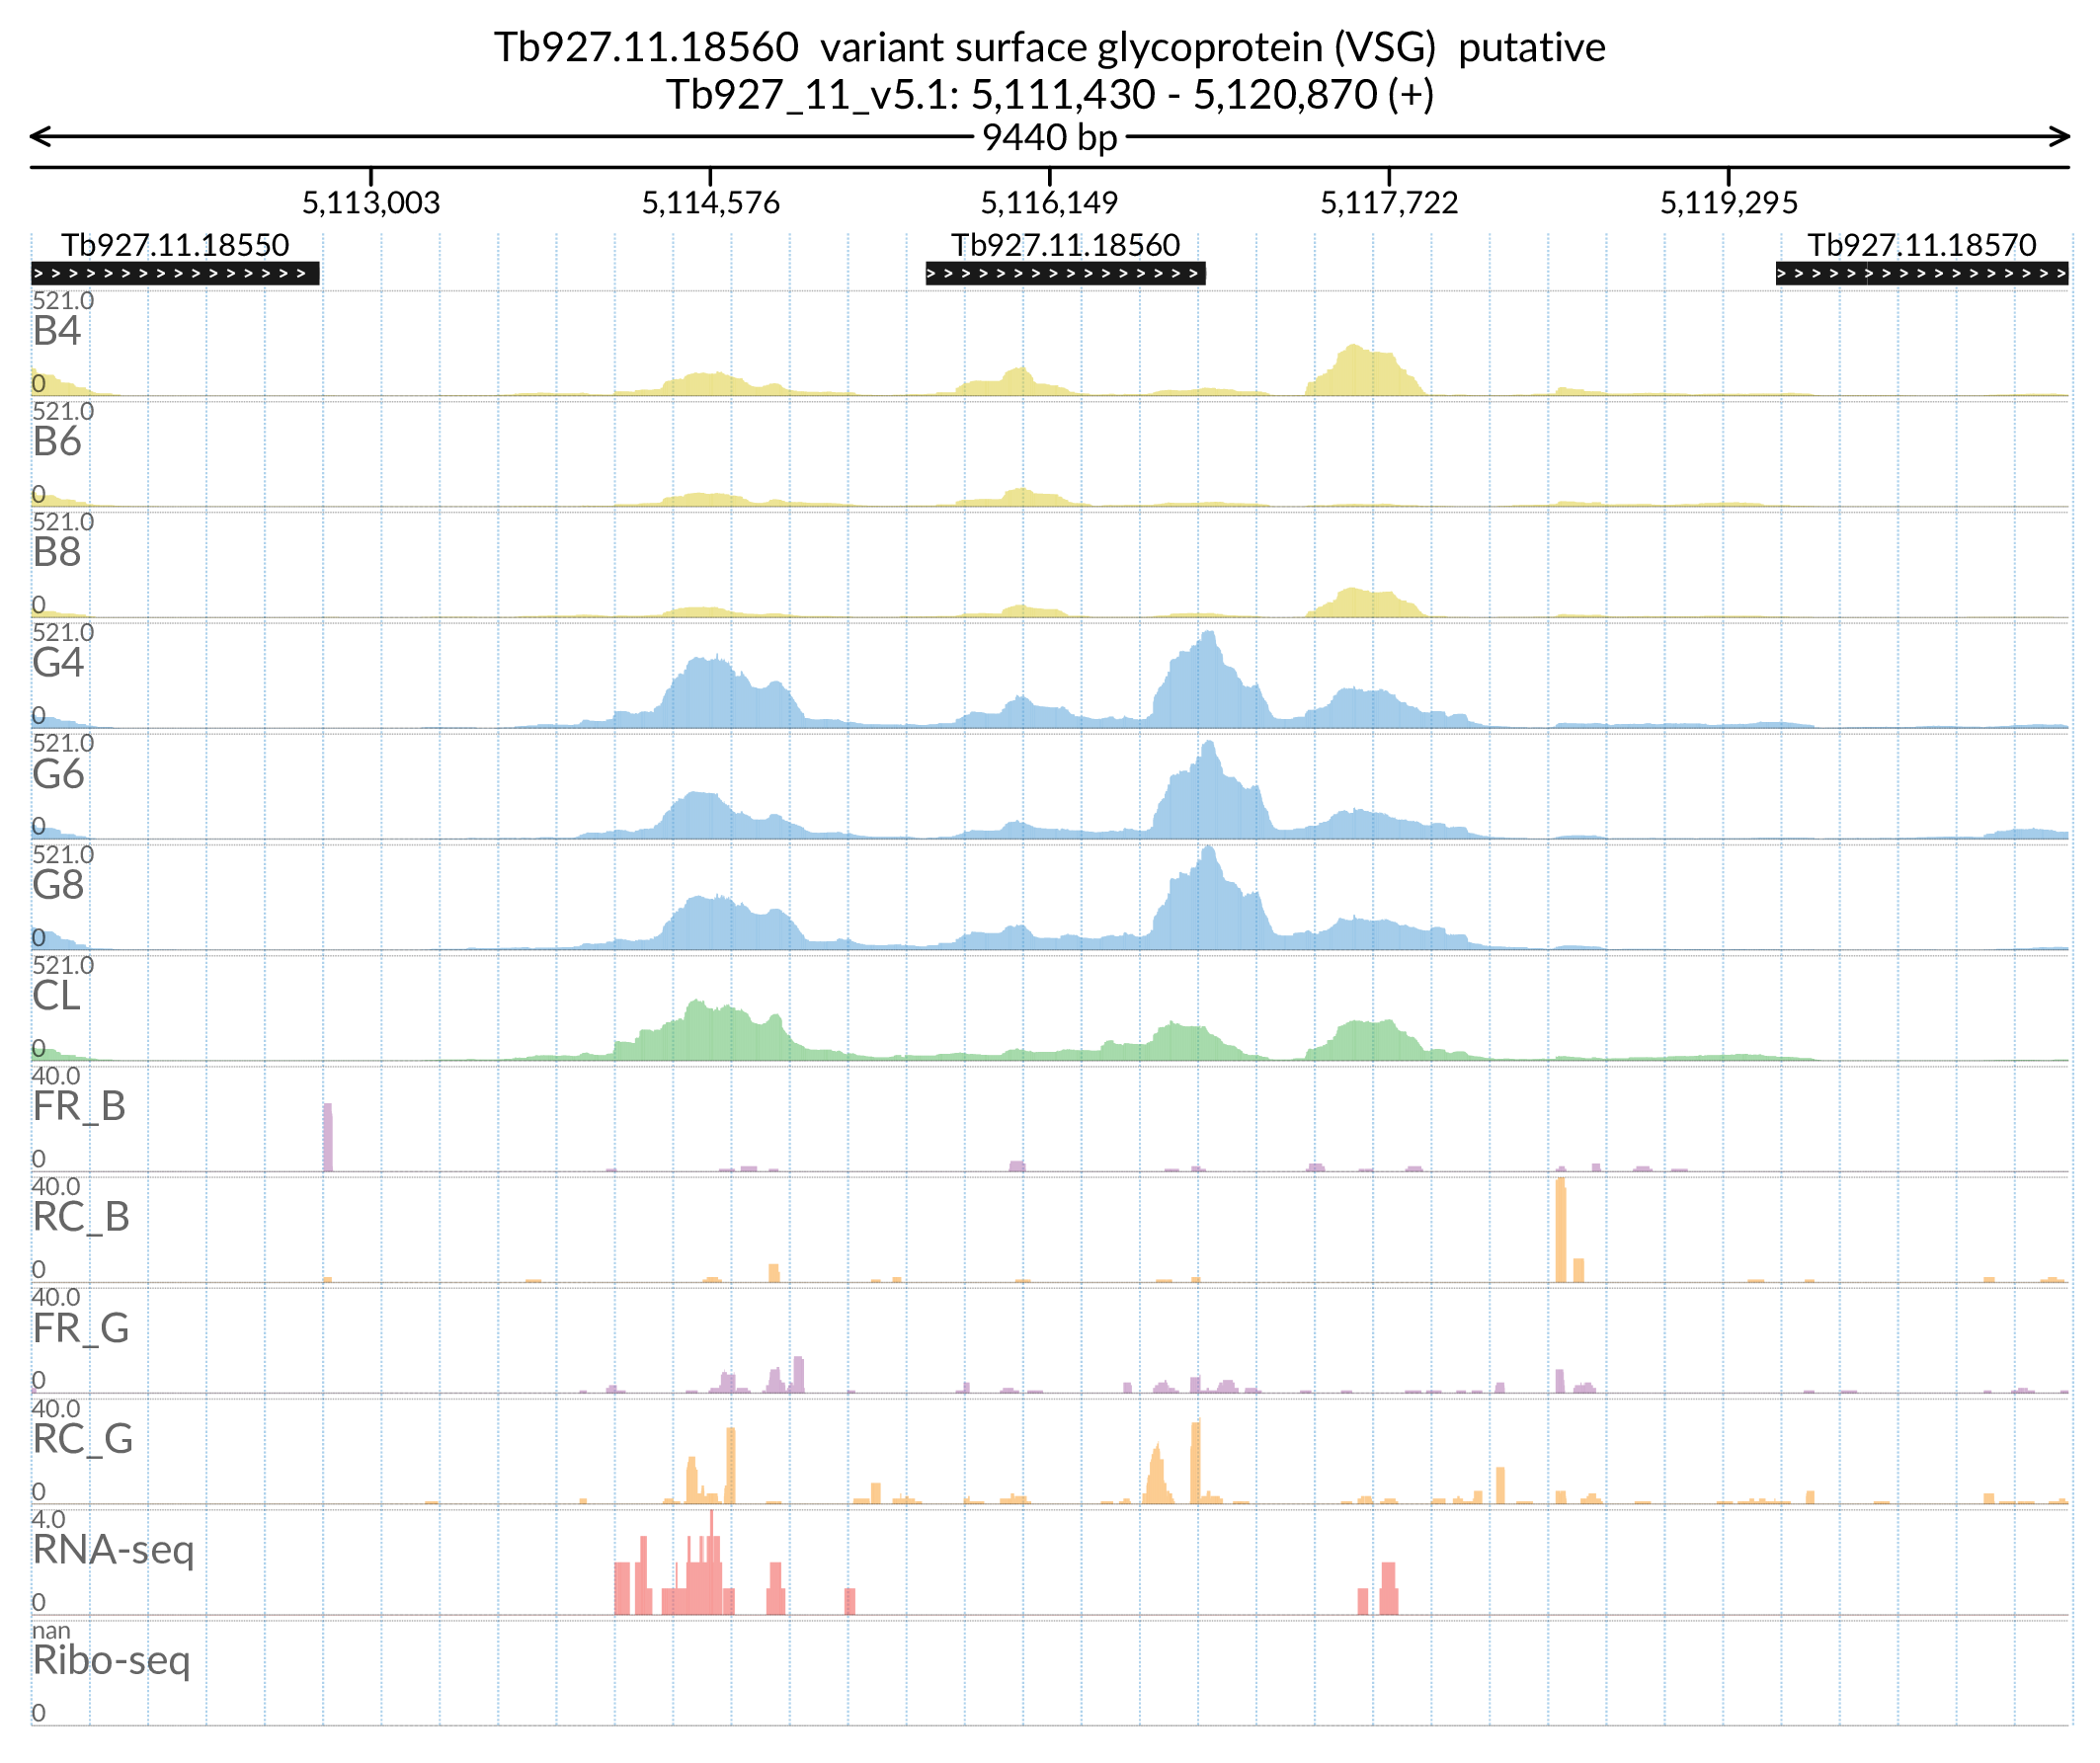 Tb927.11.18560 variant surface glycoprotein (VSG) putative
Tb927_11_v5.1: 5,111,430 - 5,120,870 (+)
9440 bp
5,113,003 5,114,576 5,116,149 5,117,722 5,119,295
Tb927.11.18550 Tb927.11.18560 Tb927.11.18570
521.0
B4
0
521.0
B6
0
521.0
B8
0
521.0
G4
0
521.0
G6
0
521.0
G8
0
521.0
CL
0
40.0
FR_B
0
40.0
RC_B
0
40.0
FR_G
0
40.0
RC_G
0
4.0
RNA-seq
0
nan
Ribo-seq
0